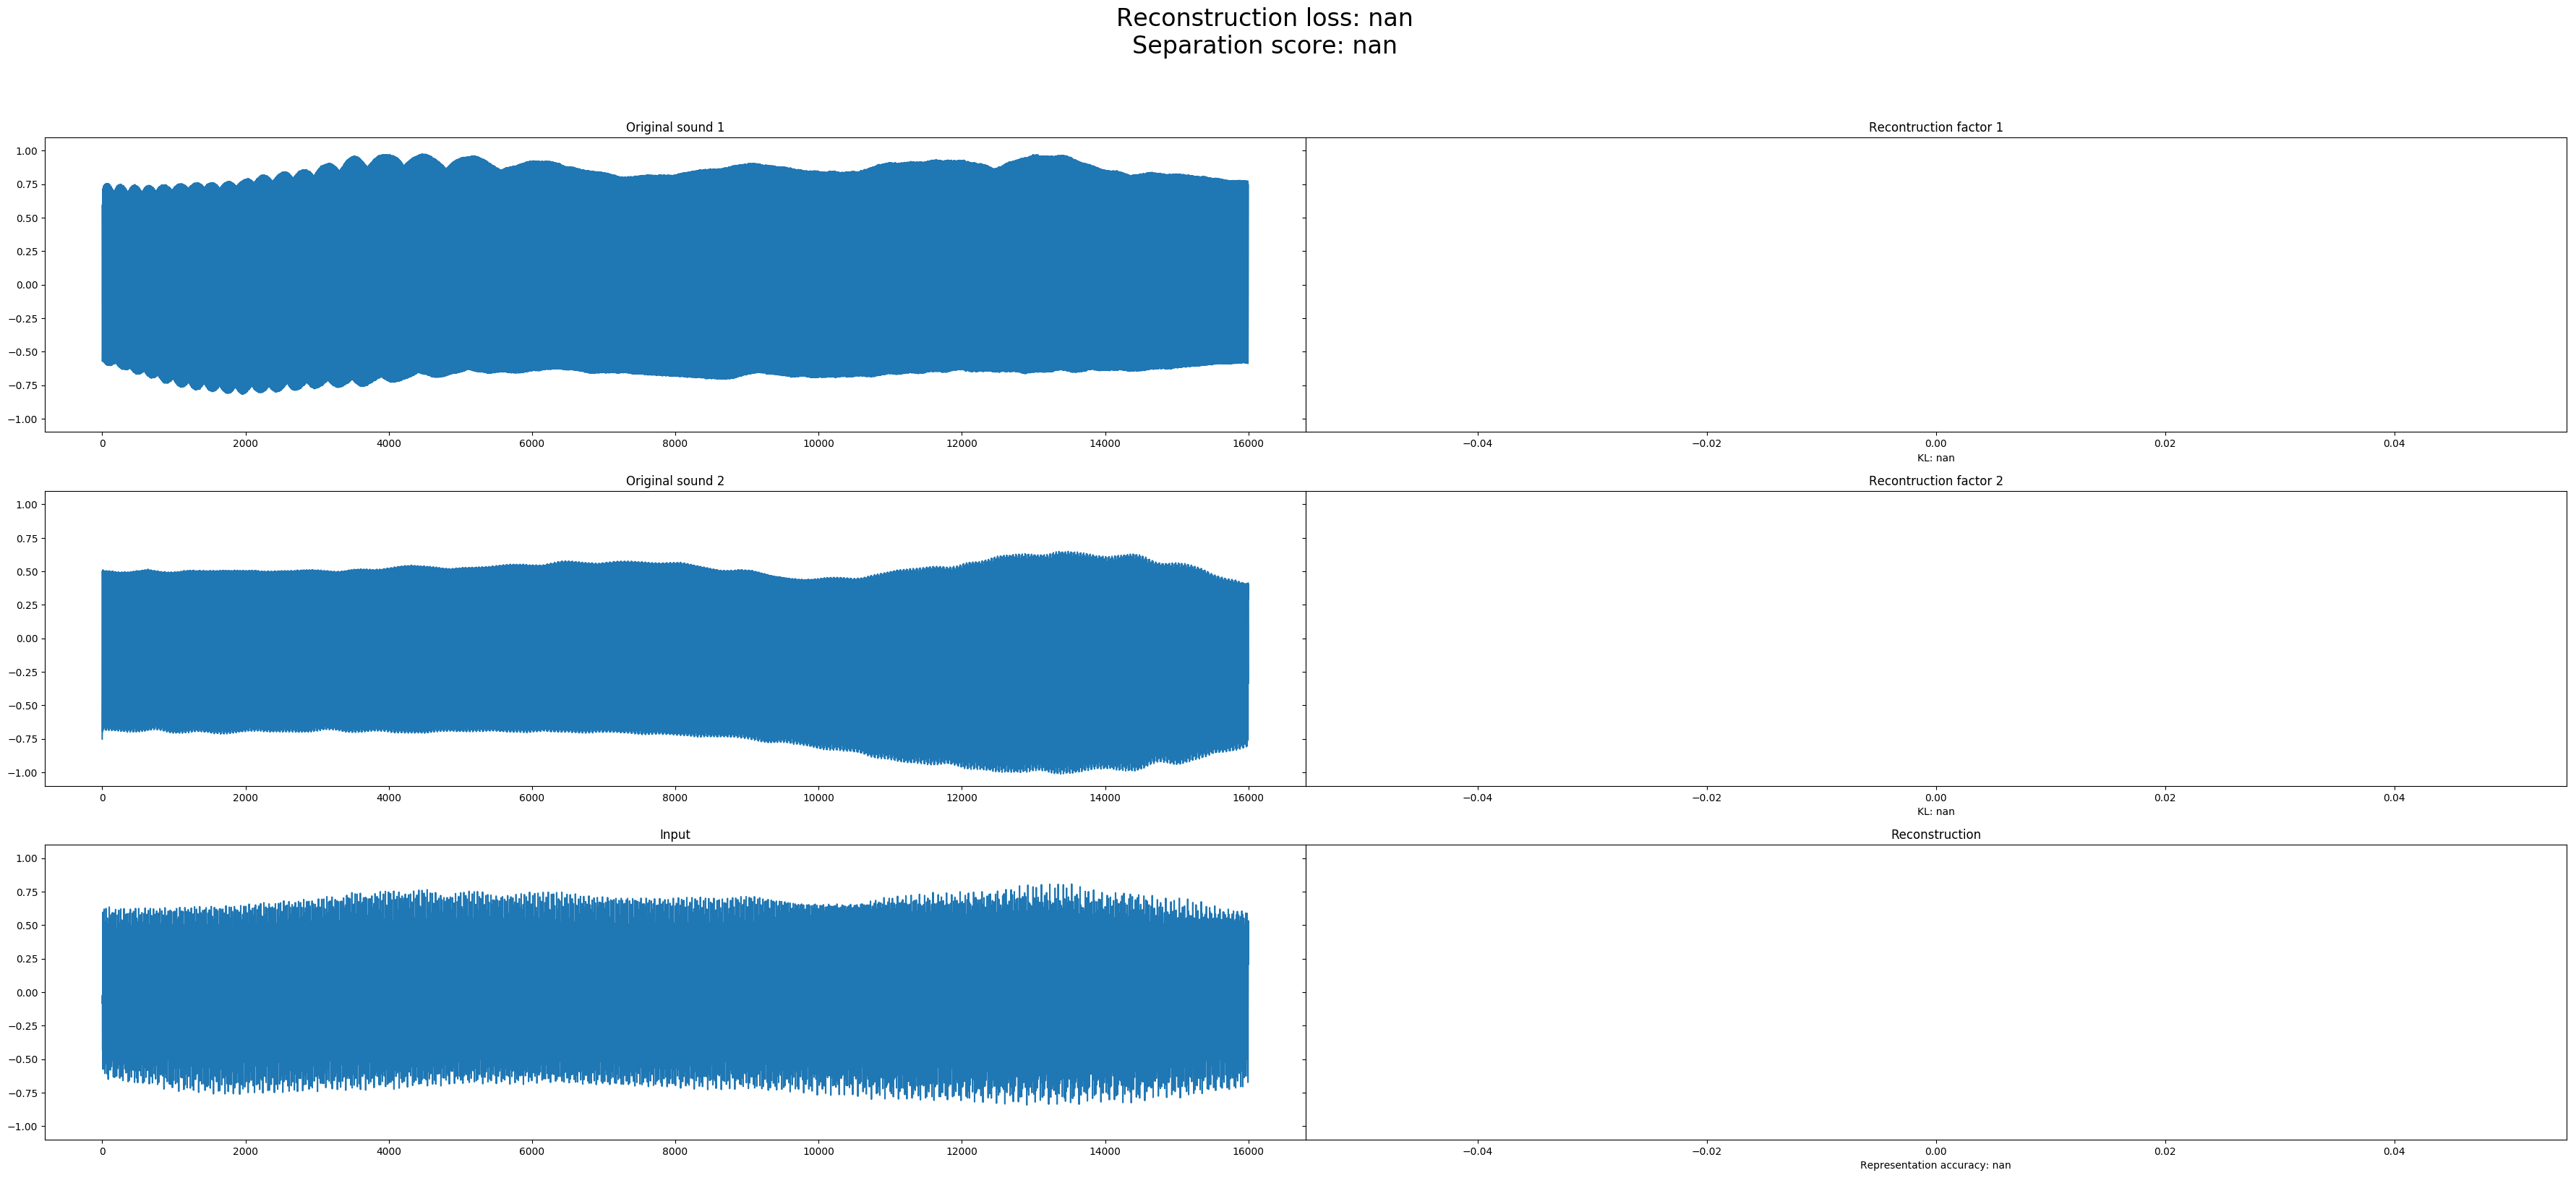 Reconstruction loss: nan
Separation score: nan
Original sound 1
Recontruction factor 1
1.00
0.75
0.50
0.25
0.00
−0.25
−0.50
−0.75
−1.00
0 2000 4000 6000 8000 10000 12000 14000 16000
−0.04 −0.02 0.00 0.02 0.04
KL: nan
Original sound 2
Recontruction factor 2
1.00
0.75
0.50
0.25
0.00
−0.25
−0.50
−0.75
−1.00
0 2000 4000 6000 8000 10000 12000 14000 16000
−0.04 −0.02 0.00 0.02 0.04
KL: nan
Input
Reconstruction
1.00
0.75
0.50
0.25
0.00
−0.25
−0.50
−0.75
−1.00
0 2000 4000 6000 8000 10000 12000 14000 16000
−0.04 −0.02 0.00 0.02 0.04
Representation accuracy: nan